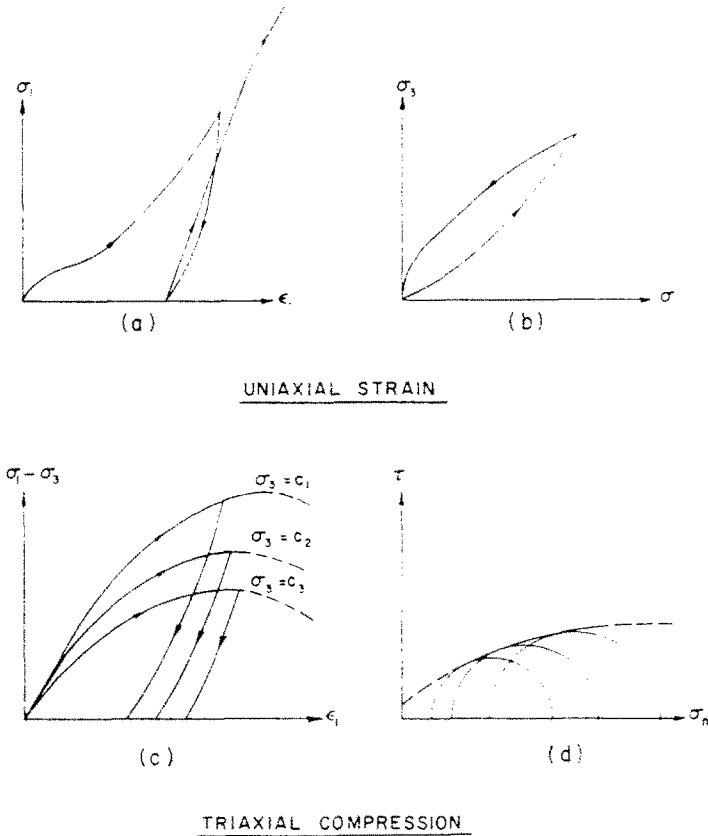 σ₁
ϵ.
(a)
σ₃
σ
(b)
UNIAXIAL STRAIN
σ₁ - σ₃
σ₃ = c₁
σ₃ = c₂
σ₃ = c₃
ϵ₁
(c)
τ
σₙ
(d)
TRIAXIAL COMPRESSION